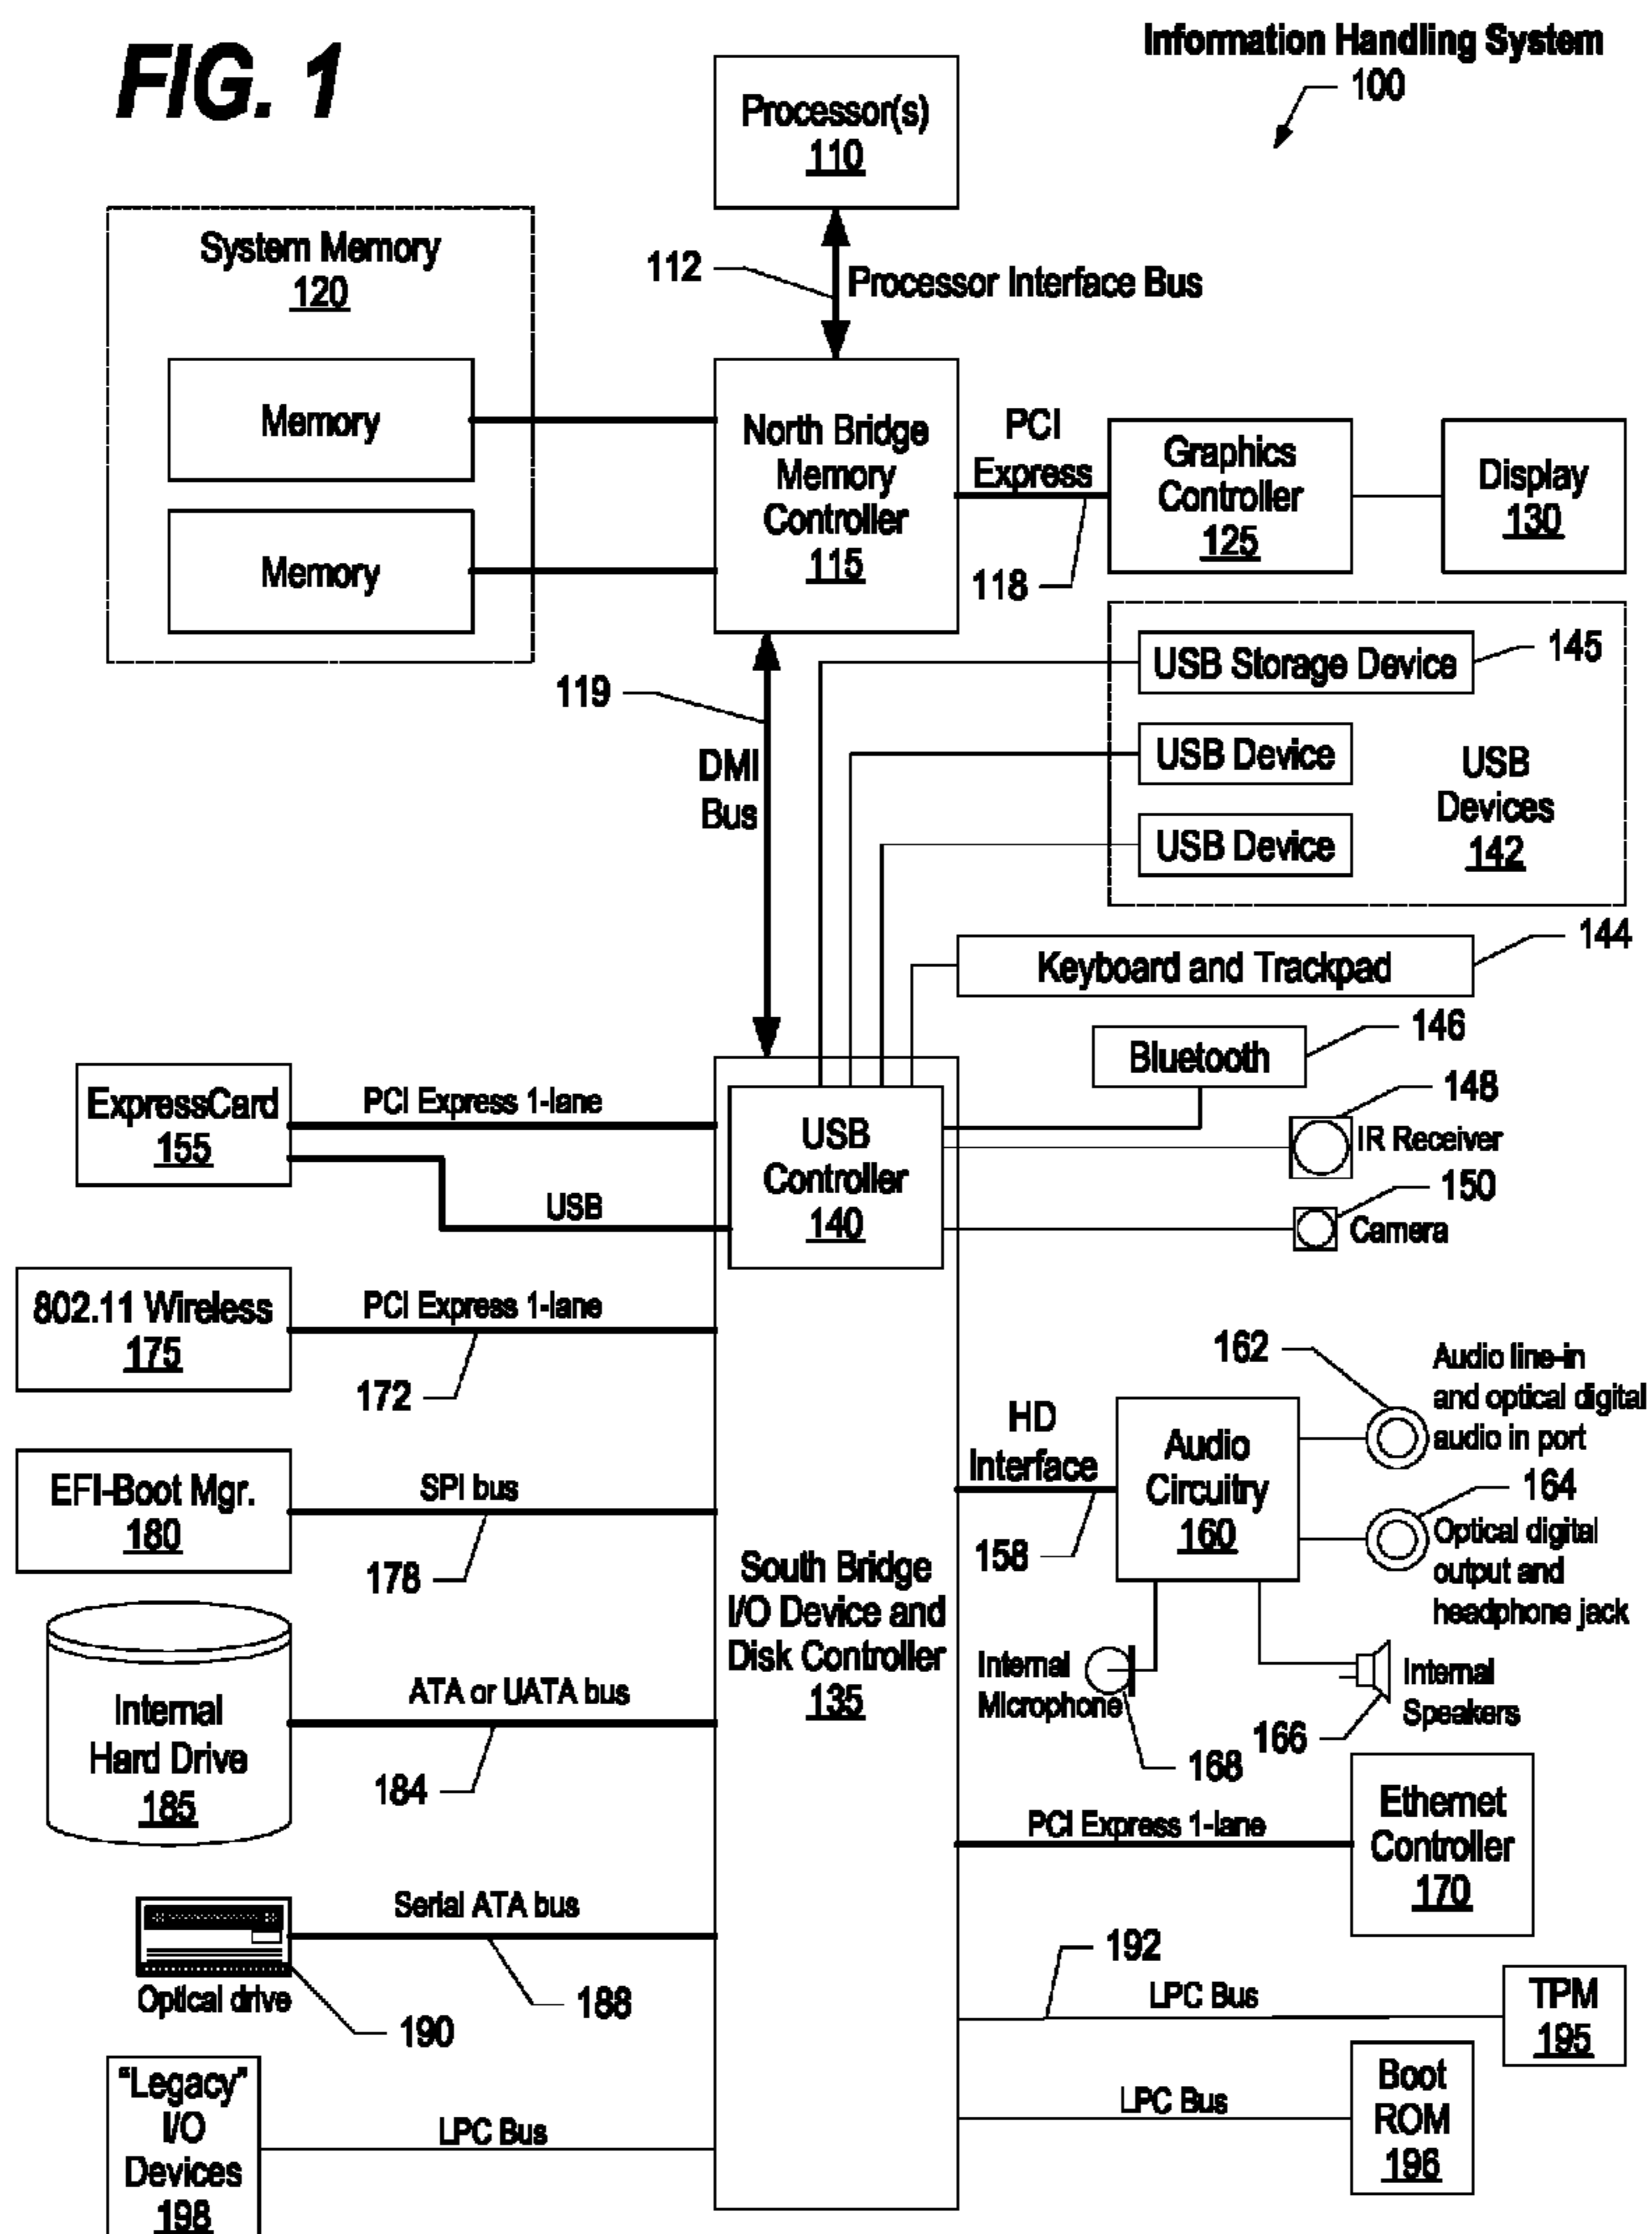 FIG. 1
Information Handling System
100
Processor(s)
110
System Memory
120
112
Processor Interface Bus
Memory
Memory
North Bridge
Memory
Controller
115
PCI
Express
118
Graphics
Controller
125
Display
130
119
DMI
Bus
USB Storage Device
145
USB Device
USB Device
USB
Devices
142
Keyboard and Trackpad
144
Bluetooth
146
148
IR Receiver
150
Camera
ExpressCard
155
PCI Express 1-lane
USB
USB
Controller
140
802.11 Wireless
175
PCI Express 1-lane
172
EFI-Boot Mgr.
180
SPI bus
178
162
Audio line-in
and optical digital
audio in port
HD
Interface
158
Audio
Circuitry
160
164
Optical digital
output and
headphone jack
South Bridge
I/O Device and
Disk Controller
135
Internal
Microphone
168
Internal
Speakers
166
Internal
Hard Drive
185
ATA or UATA bus
184
PCI Express 1-lane
Ethernet
Controller
170
Serial ATA bus
188
Optical drive
190
192
LPC Bus
TPM
195
LPC Bus
Boot
ROM
196
"Legacy"
I/O
Devices
198
LPC Bus